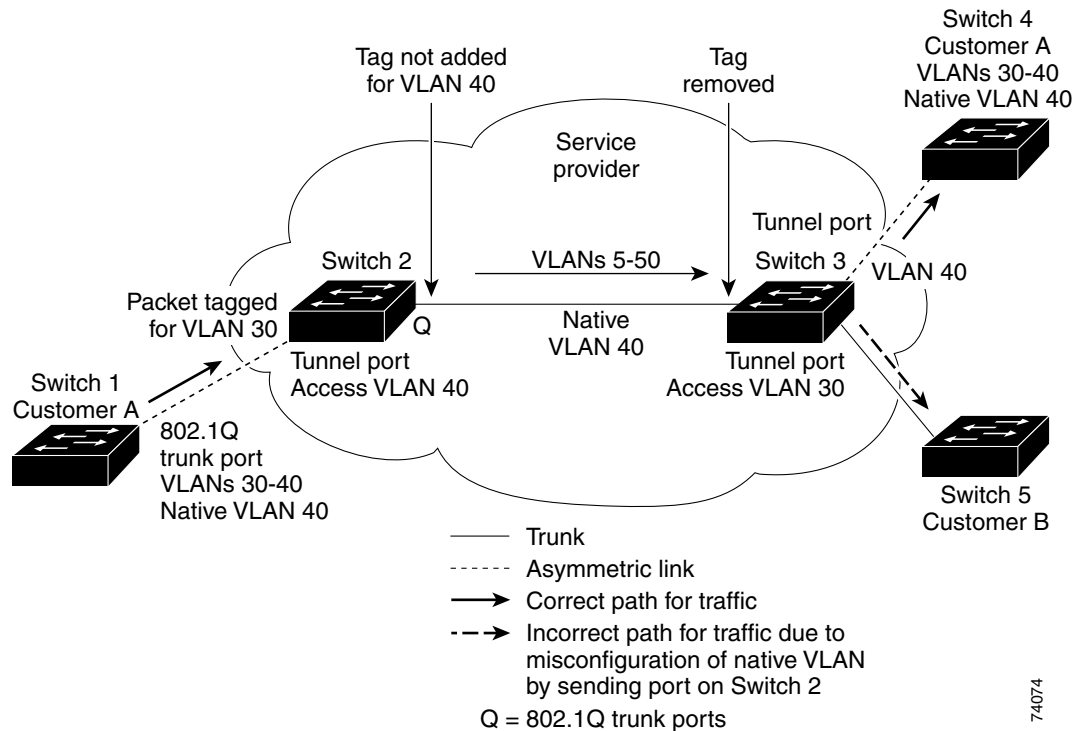 Tag not added
for VLAN 40
Tag
removed
Switch 4
Customer A
VLANs 30-40
Native VLAN 40
Service
provider
Tunnel port
Switch 2
VLANs 5-50
Switch 3
VLAN 40
Packet tagged
for VLAN 30
Q
Native
VLAN 40
Tunnel port
Access VLAN 40
Tunnel port
Access VLAN 30
Switch 1
Customer A
802.1Q
trunk port
VLANs 30-40
Native VLAN 40
Switch 5
Customer B
Trunk
Asymmetric link
Correct path for traffic
Incorrect path for traffic due to
misconfiguration of native VLAN
by sending port on Switch 2
Q = 802.1Q trunk ports
74074